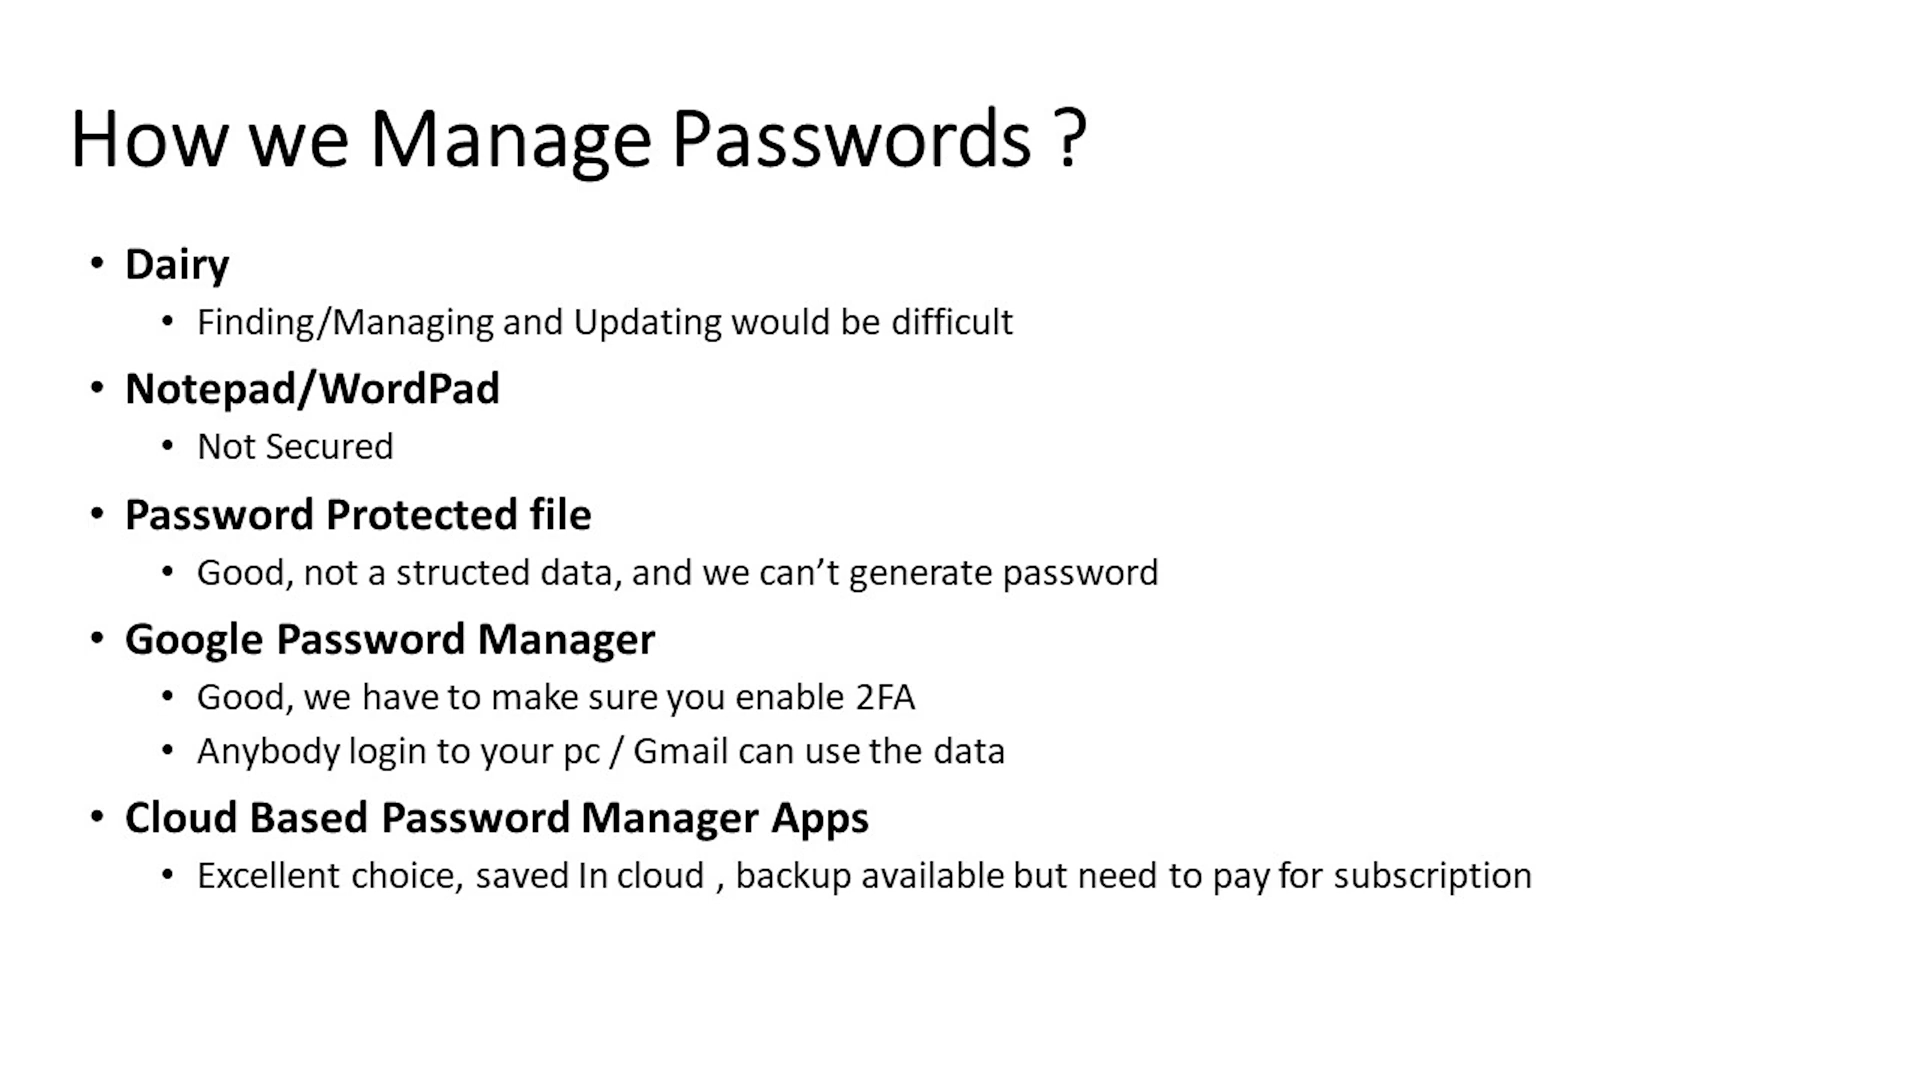 How we Manage Passwords ?
• Dairy
• Finding/Managing and Updating would be difficult
• Notepad/WordPad
• Not Secured
• Password Protected file
• Good, not a structed data, and we can’t generate password
• Google Password Manager
• Good, we have to make sure you enable 2FA
• Anybody login to your pc / Gmail can use the data
• Cloud Based Password Manager Apps
• Excellent choice, saved In cloud , backup available but need to pay for subscription